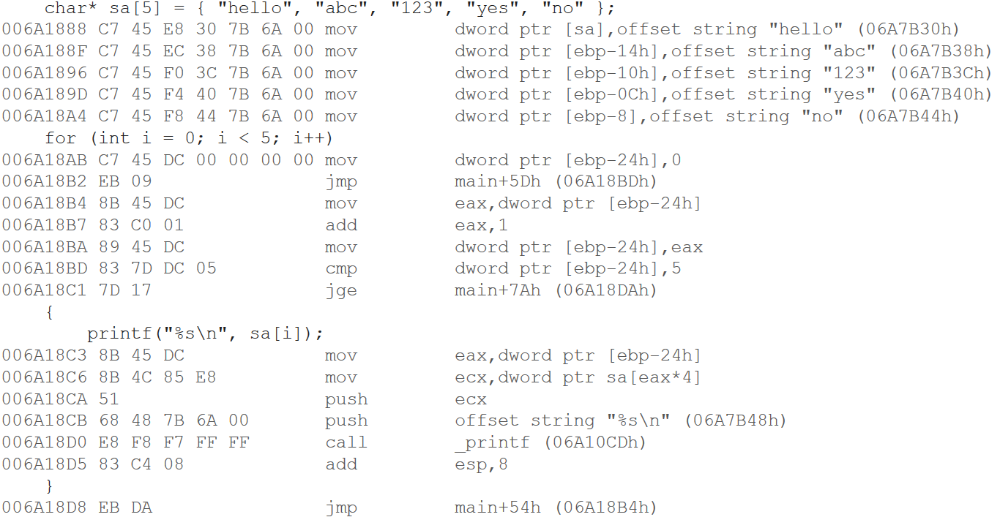 char* sa[5] = { "hello", "abc", "123", "yes", "no" };
006A1888 C7 45 E8 30 7B 6A 00 mov dword ptr [sa],offset string "hello" (06A7B30h)
006A188F C7 45 EC 38 7B 6A 00 mov dword ptr [ebp-14h],offset string "abc" (06A7B38h)
006A1896 C7 45 F0 3C 7B 6A 00 mov dword ptr [ebp-10h],offset string "123" (06A7B3Ch)
006A189D C7 45 F4 40 7B 6A 00 mov dword ptr [ebp-0Ch],offset string "yes" (06A7B40h)
006A18A4 C7 45 F8 44 7B 6A 00 mov dword ptr [ebp-8],offset string "no" (06A7B44h)
for (int i = 0; i < 5; i++)
006A18AB C7 45 DC 00 00 00 00 mov dword ptr [ebp-24h],0
006A18B2 EB 09 jmp main+5Dh (06A18BDh)
006A18B4 8B 45 DC mov eax,dword ptr [ebp-24h]
006A18B7 83 C0 01 add eax,1
006A18BA 89 45 DC mov dword ptr [ebp-24h],eax
006A18BD 83 7D DC 05 cmp dword ptr [ebp-24h],5
006A18C1 7D 17 jge main+7Ah (06A18DAh)
{
printf("%s\n", sa[i]);
006A18C3 8B 45 DC mov eax,dword ptr [ebp-24h]
006A18C6 8B 4C 85 E8 mov ecx,dword ptr sa[eax*4]
006A18CA 51 push ecx
006A18CB 68 48 7B 6A 00 push offset string "%s\n" (06A7B48h)
006A18D0 E8 F8 F7 FF FF call _printf (06A10CDh)
006A18D5 83 C4 08 add esp,8
}
006A18D8 EB DA jmp main+54h (06A18B4h)